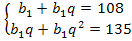 b₁ + b₁q = 108
b₁q + b₁q² = 135